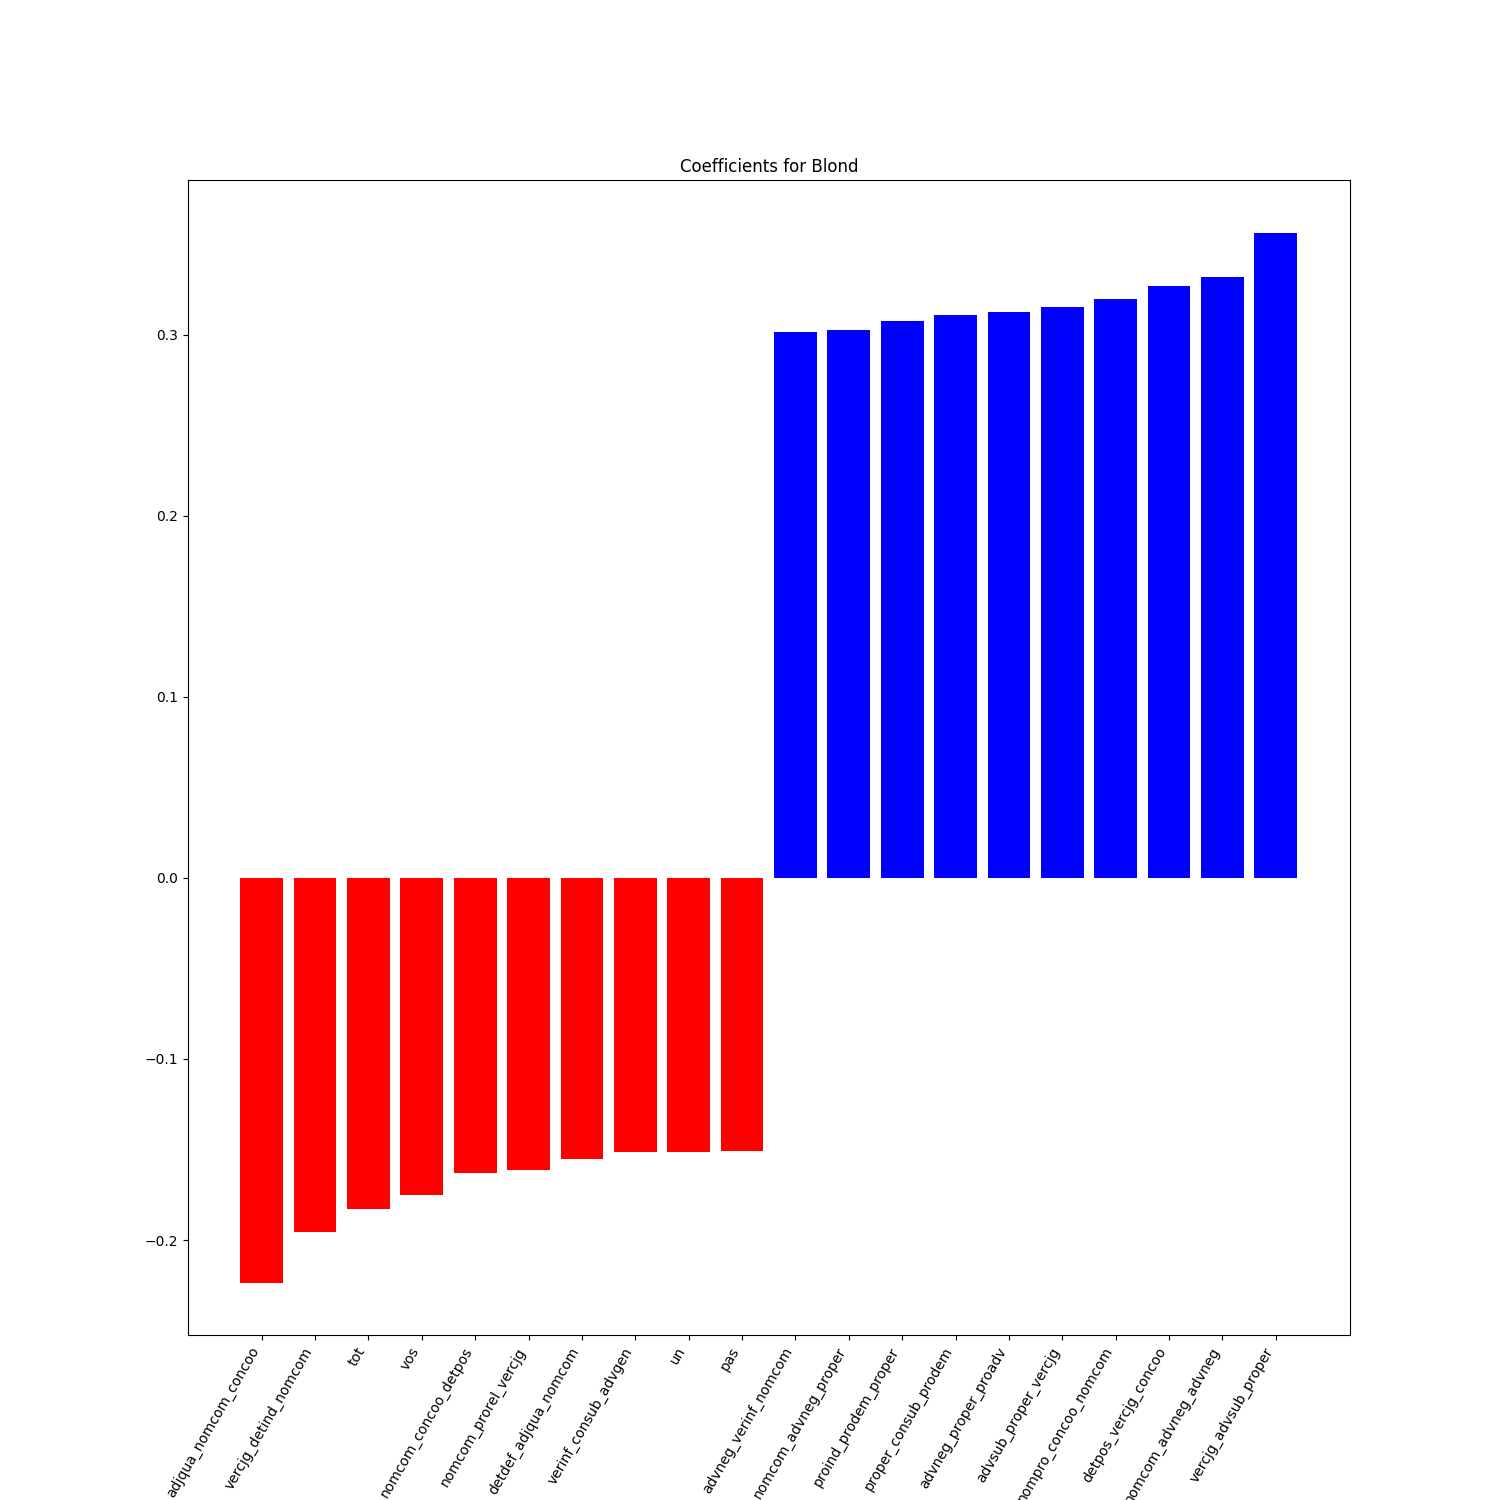 Coefficients for Blond
0.3
0.2
0.1
0.0
−0.1
−0.2
adjqua_nomcom_concoo
vercjg_detind_nomcom
tot
vos
nomcom_concoo_detpos
nomcom_prorel_vercjg
detdef_adjqua_nomcom
verinf_consub_advgen
un
pas
advneg_verinf_nomcom
nomcom_advneg_proper
proind_prodem_proper
proper_consub_prodem
advneg_proper_proadv
advsub_proper_vercjg
nompro_concoo_nomcom
detpos_vercjg_concoo
nomcom_advneg_advneg
vercjg_advsub_proper